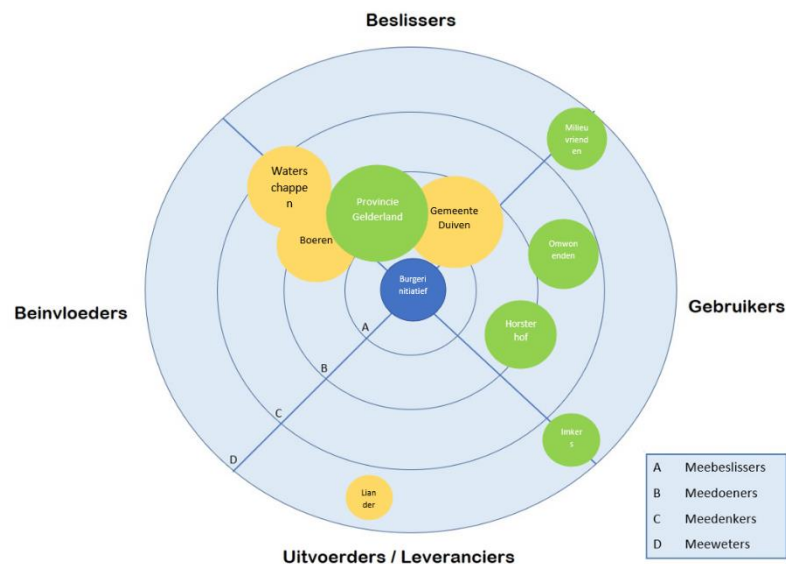 Beslissers
Milieu
vriend
en
Waters
chappe
n
Provincie
Gelderland
Gemeente
Duiven
Boeren
Omwon
enden
Burgeri
nitiatief
Beinvloeders
Gebruikers
Horster
hof
A
B
C
D
Imker
s
Lian
der
A Meebeslissers
B Meedoeners
C Meedenkers
D Meeweters
Uitvoerders / Leveranciers